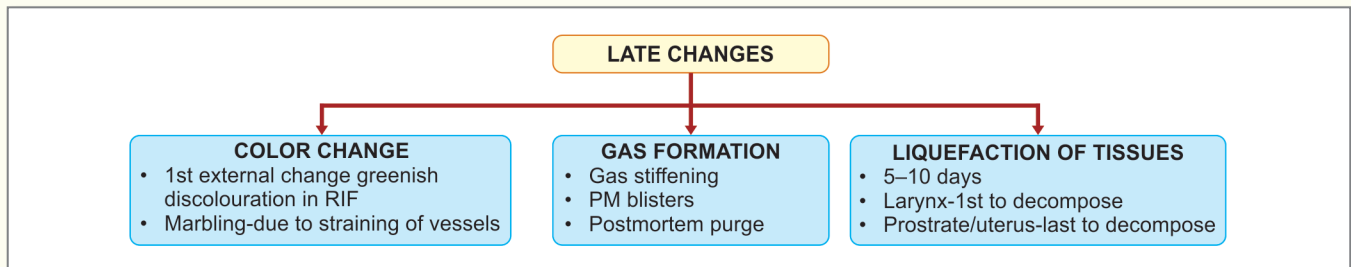 LATE CHANGES
COLOR CHANGE
• 1st external change greenish
discolouration in RIF
• Marbling-due to straining of vessels
GAS FORMATION
• Gas stiffening
• PM blisters
• Postmortem purge
LIQUEFACTION OF TISSUES
• 5–10 days
• Larynx-1st to decompose
• Prostrate/uterus-last to decompose